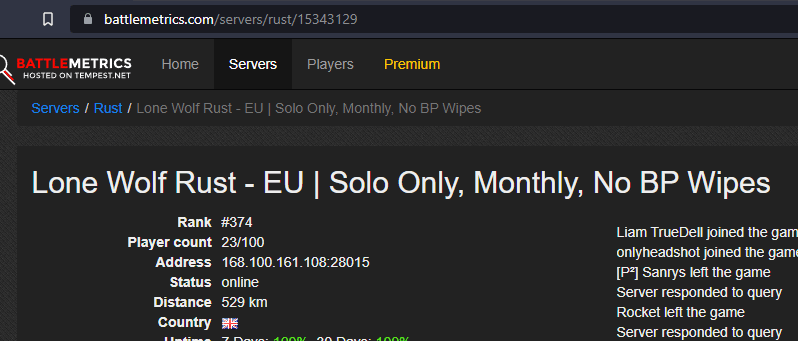 battlemetrics.com/servers/rust/15343129
BATTLEMETRICS
HOSTED ON TEMPEST.NET
Home Servers Players Premium
Servers / Rust / Lone Wolf Rust - EU | Solo Only, Monthly, No BP Wipes
Lone Wolf Rust - EU | Solo Only, Monthly, No BP Wipes
Rank #374
Player count 23/100
Address 168.100.161.108:28015
Status online
Distance 529 km
Country
Uptime 7 Days: 100%, 30 Days: 100%
Liam TrueDell joined the gam
onlyheadshot joined the game
[P²] Sanrys left the game
Server responded to query
Rocket left the game
Server responded to query